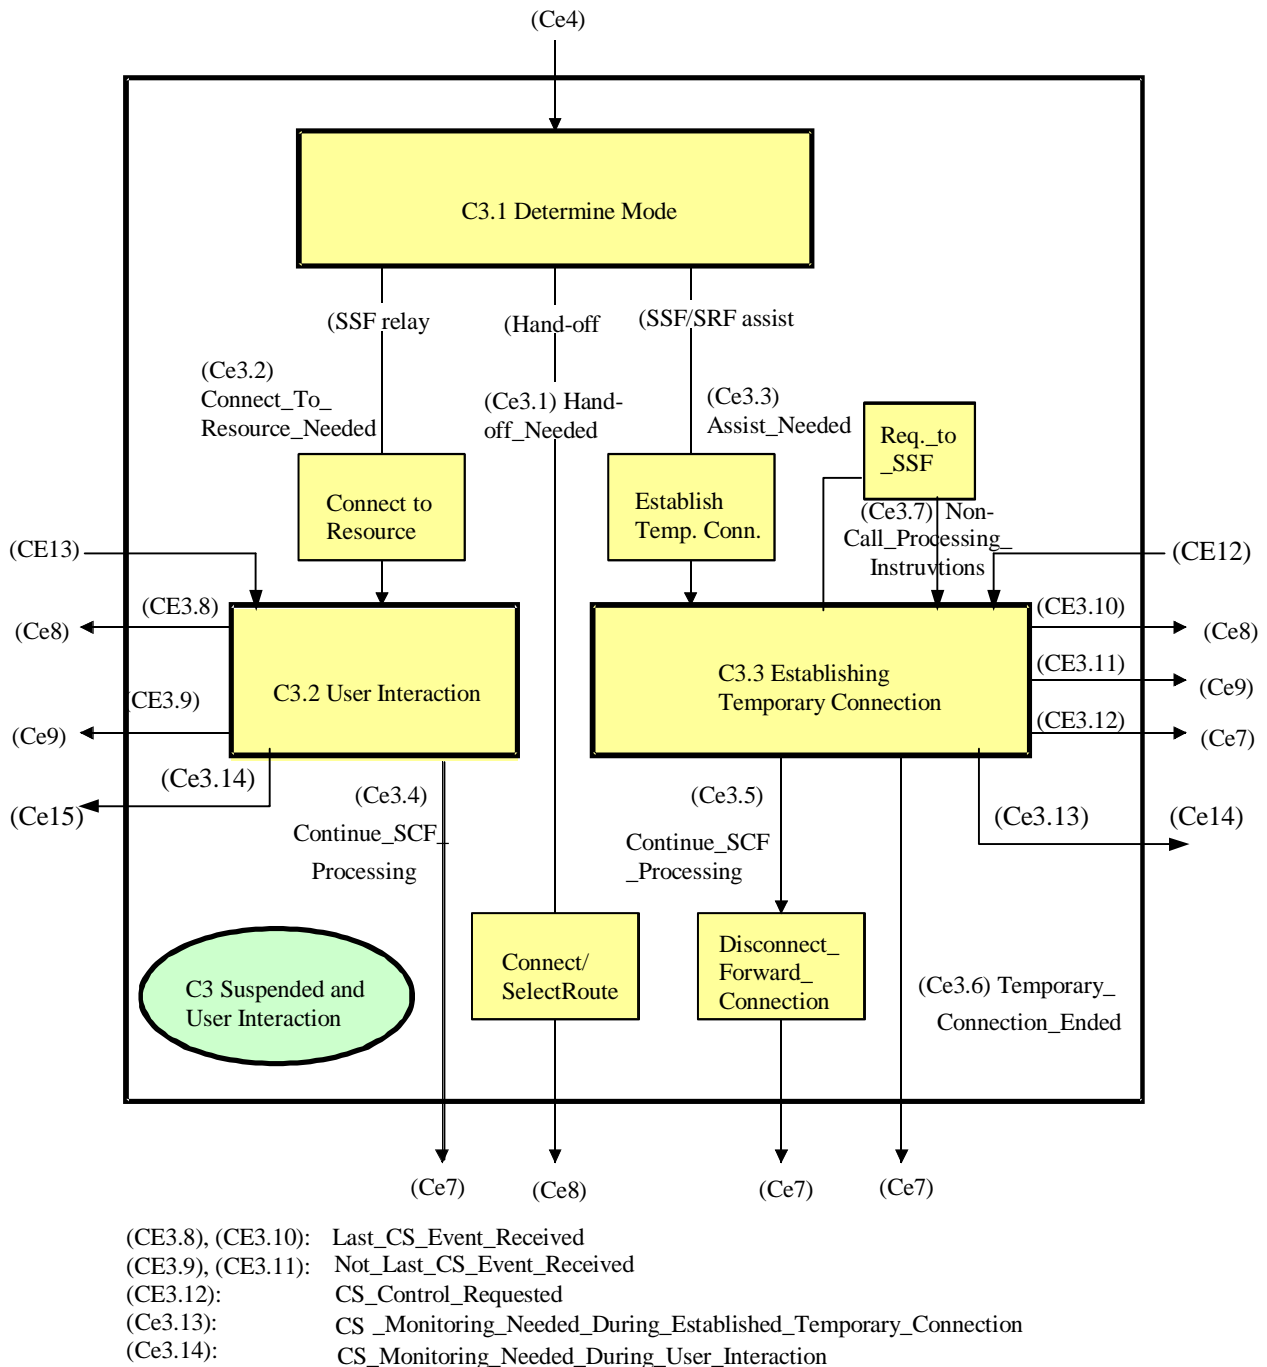 (Ce4)
C3.1 Determine Mode
(SSF relay
(Hand-off
(SSF/SRF assist
(Ce3.2)
Connect_To_
Resource_Needed
(Ce3.1) Hand-
off_Needed
(Ce3.3)
Assist_Needed
Req._to
_SSF
Connect to
Resource
Establish
Temp. Conn.
(Ce3.7) Non-
Call_Processing_
Instruvtions
(CE13)
(CE12)
(CE3.8)
(Ce8)
C3.2 User Interaction
(CE3.9)
(Ce9)
(Ce3.14)
(Ce15)
C3.3 Establishing
Temporary Connection
(CE3.10)
(Ce8)
(CE3.11)
(Ce9)
(CE3.12)
(Ce7)
(Ce3.13)
(Ce14)
(Ce3.4)
Continue_SCF_
Processing
(Ce3.5)
Continue_SCF
_Processing
C3 Suspended and
User Interaction
Connect/
SelectRoute
Disconnect_
Forward_
Connection
(Ce3.6) Temporary_
Connection_Ended
(Ce7)
(Ce8)
(Ce7)
(Ce7)
(CE3.8), (CE3.10): Last_CS_Event_Received
(CE3.9), (CE3.11): Not_Last_CS_Event_Received
(CE3.12): CS_Control_Requested
(Ce3.13): CS _Monitoring_Needed_During_Established_Temporary_Connection
(Ce3.14): CS_Monitoring_Needed_During_User_Interaction